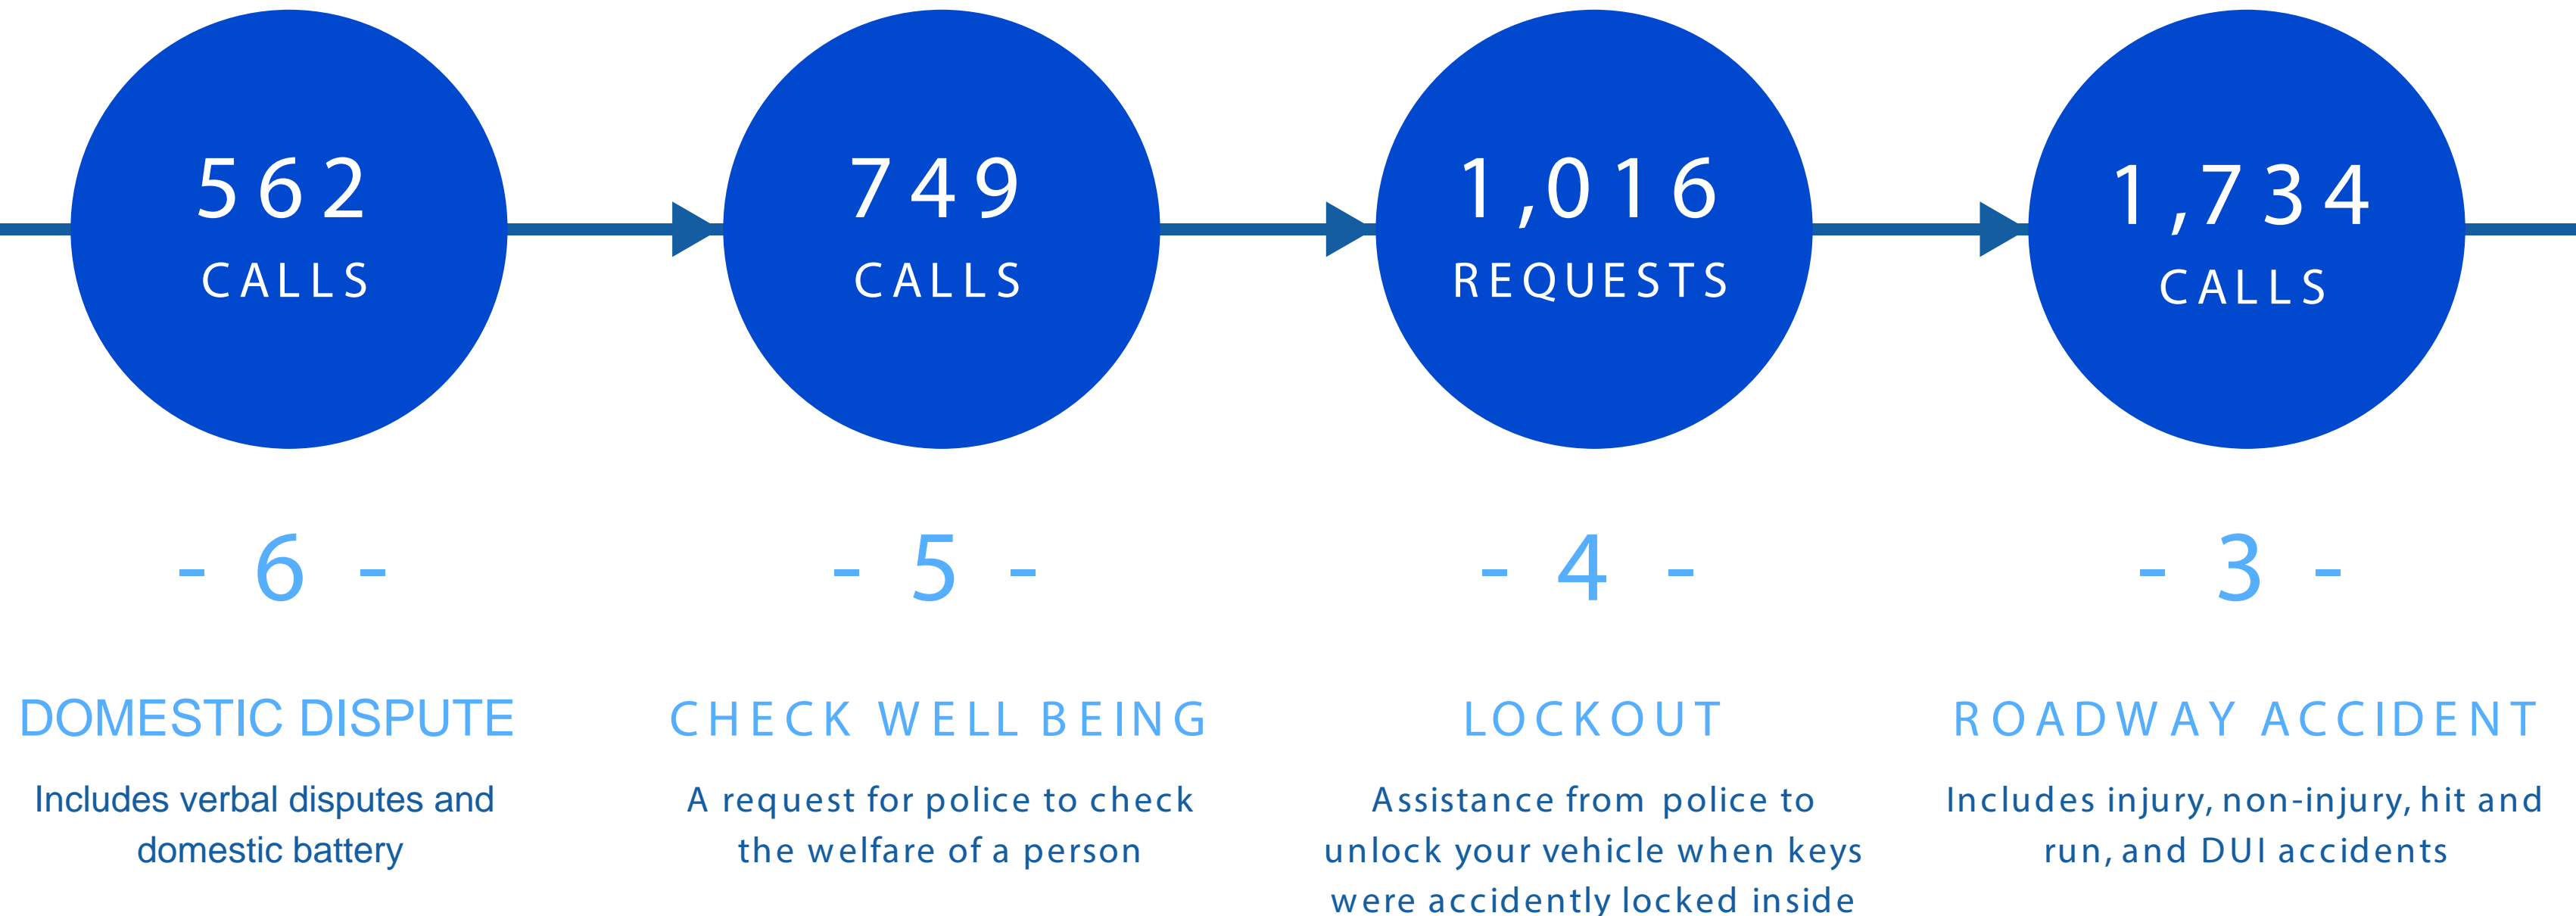 562
CALLS
- 6 -
DOMESTIC DISPUTE
Includes verbal disputes and
domestic battery
749
CALLS
- 5 -
CHECK WELL BEING
A request for police to check
the welfare of a person
1,016
REQUESTS
- 4 -
LOCKOUT
Assistance from police to
unlock your vehicle when keys
were accidently locked inside
1,734
CALLS
- 3 -
ROADWAY ACCIDENT
Includes injury, non-injury, hit and
run, and DUI accidents